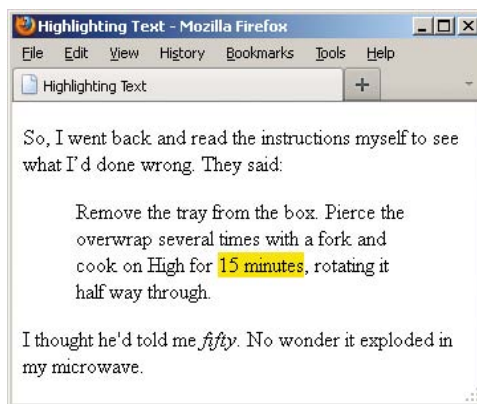 Highlighting Text - Mozilla Firefox
File Edit View History Bookmarks Tools Help
Highlighting Text
So, I went back and read the instructions myself to see
what I’d done wrong. They said:
Remove the tray from the box. Pierce the
overwrap several times with a fork and
cook on High for 15 minutes, rotating it
half way through.
I thought he'd told me fifty. No wonder it exploded in
my microwave.